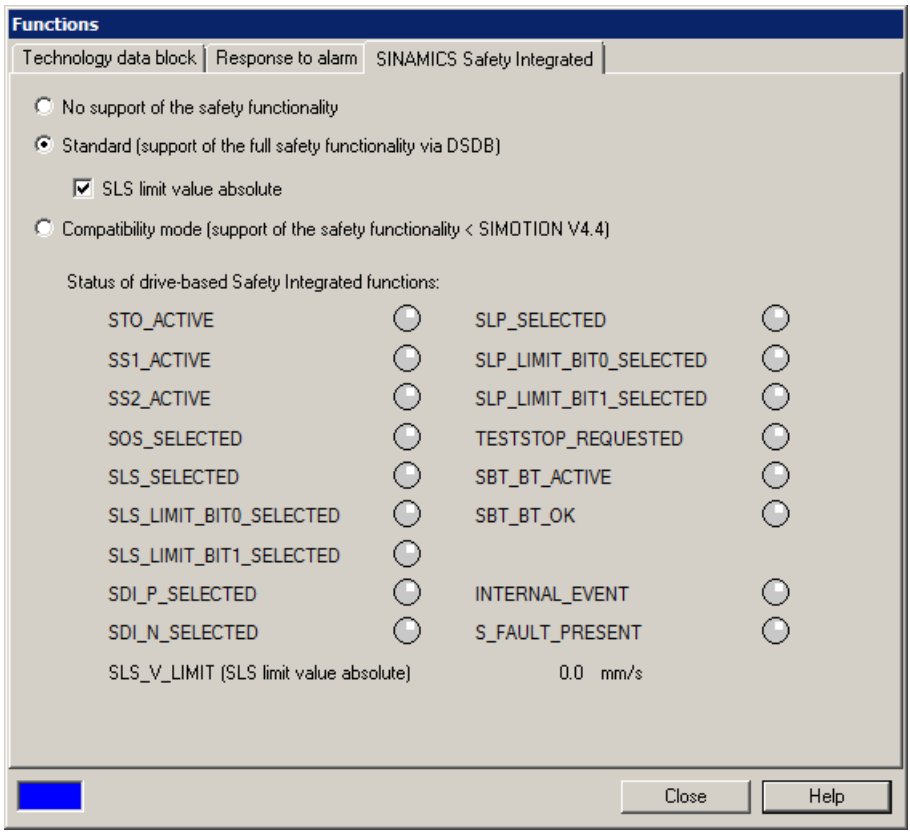 Functions
Technology data block Response to alarm SINAMICS Safety Integrated
No support of the safety functionality
Standard (support of the full safety functionality via DSDB)
SLS limit value absolute
Compatibility mode (support of the safety functionality < SIMOTION V4.4)
Status of drive-based Safety Integrated functions:
STO_ACTIVE SLP_SELECTED
SS1_ACTIVE SLP_LIMIT_BIT0_SELECTED
SS2_ACTIVE SLP_LIMIT_BIT1_SELECTED
SOS_SELECTED TESTSTOP_REQUESTED
SLS_SELECTED SBT_BT_ACTIVE
SLS_LIMIT_BIT0_SELECTED SBT_BT_OK
SLS_LIMIT_BIT1_SELECTED
SDI_P_SELECTED INTERNAL_EVENT
SDI_N_SELECTED S_FAULT_PRESENT
SLS_V_LIMIT (SLS limit value absolute) 0.0 mm/s
Close Help